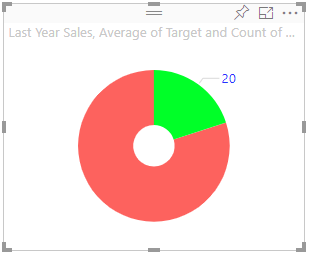 Last Year Sales, Average of Target and Count of ...
20